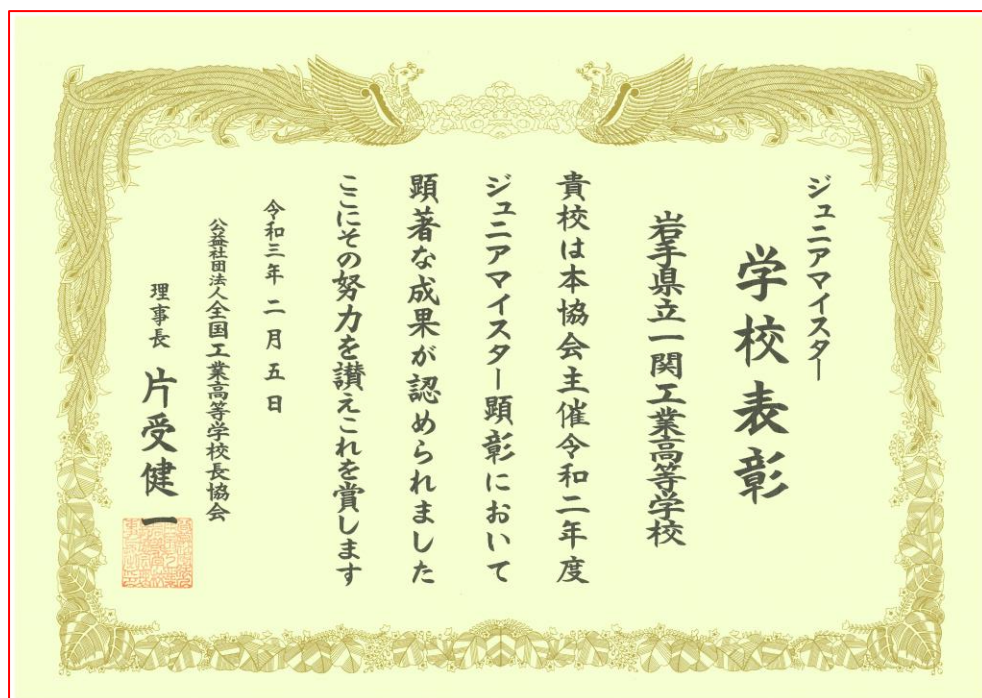 ジュニアマイスター
学校表彰
岩手県立一関工業高等学校
貴校は本協会主催令和二年度
ジュニアマイスター顕彰において
顕著な成果が認められました
ここにその努力を讃えこれを賞します
令和三年 二月 五日
公益社団法人全国工業高等学校長協会
理事長 片受健一